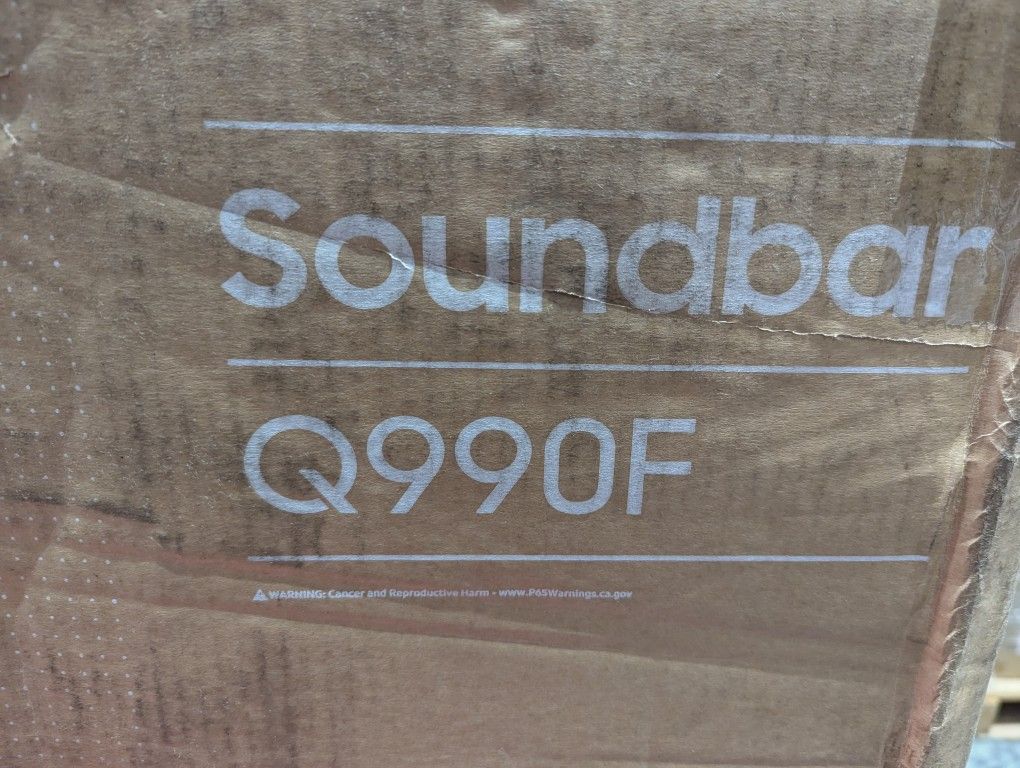 Soundbar
Q990F
⚠ WARNING: Cancer and Reproductive Harm - www.P65Warnings.ca.gov